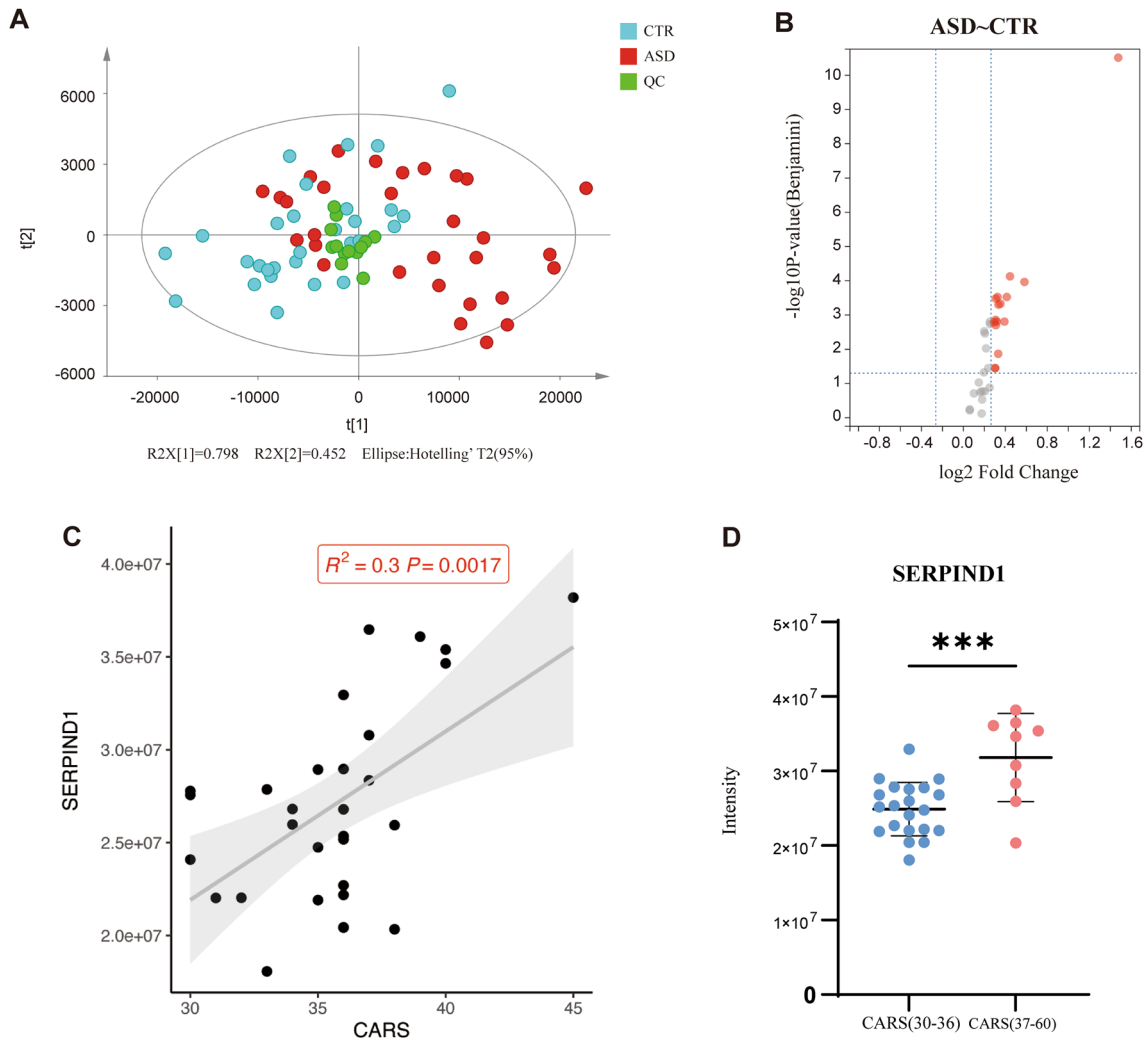 A
CTR
ASD
QC
t[2]
6000
3000
0
-3000
-6000
-20000 -10000 0 10000 20000
t[1]
R2X[1]=0.798 R2X[2]=0.452 Ellipse:Hotelling' T2(95%)
B
ASD~CTR
-log10P-value(Benjamini)
10
9
8
7
6
5
4
3
2
1
0
-0.8 -0.4 0.0 0.4 0.8 1.2 1.6
log2 Fold Change
C
R² = 0.3 P = 0.0017
SERPIND1
4.0e+07
3.5e+07
3.0e+07
2.5e+07
2.0e+07
30 35 40 45
CARS
D
SERPIND1
***
Intensity
5×10⁷
4×10⁷
3×10⁷
2×10⁷
1×10⁷
0
CARS(30-36) CARS(37-60)